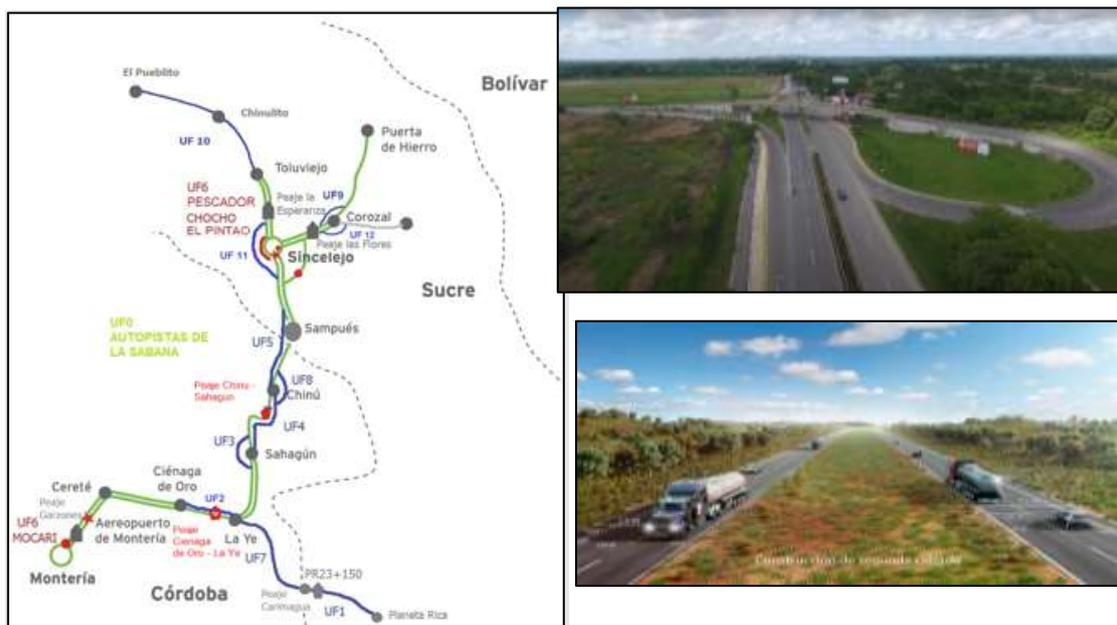 El Pueblito
Bolívar
Chinulito
Puerta
de Hierro
UF 10
Toluviejo
UF6
PESCADOR
CHOCHO
EL PINTAO
Peaje la
Esperanza
UF9
Corozal
UF 12
Peaje las Flores
UF 11
Sincelejo
Sucre
UF0
AUTOPISTAS DE
LA SABANA
Sampués
UF5
UF8
Chinú
Peaje Chinu -
Sahagun
UF4
UF3
Sahagún
Ciénaga
de Oro
Cereté
UF2
Peaje
Garzones
Aereopuerto
de Montería
UF6
MOCARI
Peaje
Cienaga
de Oro - La Ye
La Ye
UF7
Montería
Córdoba
PR23+150
Peaje
Carimagua
UF1
Planeta Rica
Construcción de segunda calzada